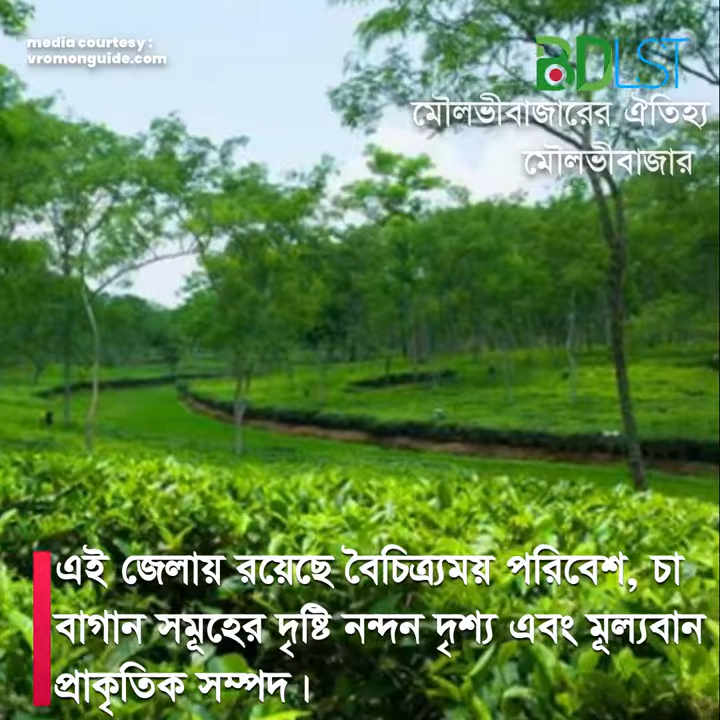 media courtesy :
vromonguide.com
BDLST
মৌলভীবাজারের ঐতিহ্য
মৌলভীবাজার
এই জেলায় রয়েছে বৈচিত্র্যময় পরিবেশ, চা
বাগান সমূহের দৃষ্টি নন্দন দৃশ্য এবং মূল্যবান
প্রাকৃতিক সম্পদ।